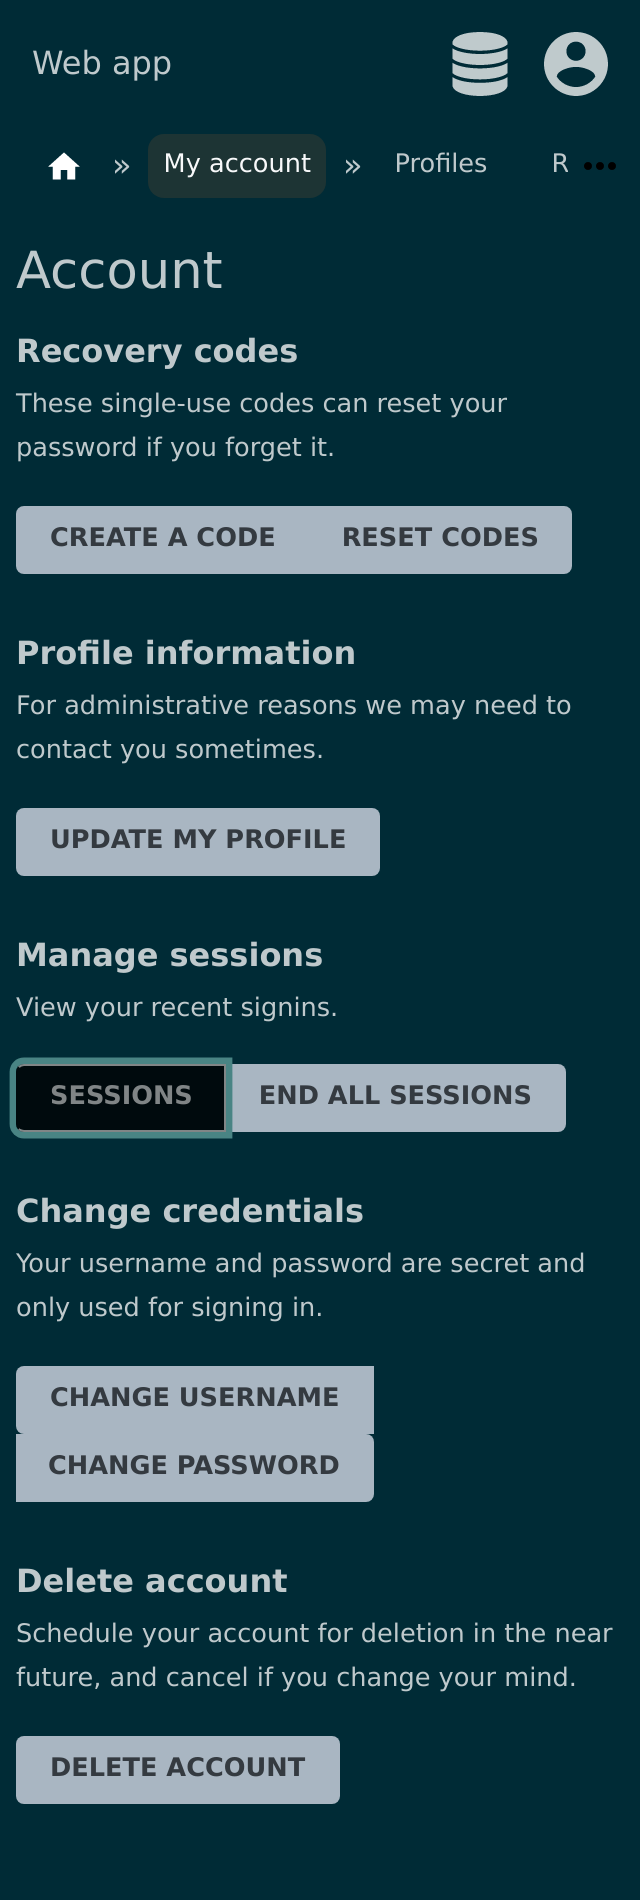 Web app
» My account » Profiles R
Account
Recovery codes
These single-use codes can reset your
password if you forget it.
CREATE A CODE RESET CODES
Profile information
For administrative reasons we may need to
contact you sometimes.
UPDATE MY PROFILE
Manage sessions
View your recent signins.
SESSIONS END ALL SESSIONS
Change credentials
Your username and password are secret and
only used for signing in.
CHANGE USERNAME
CHANGE PASSWORD
Delete account
Schedule your account for deletion in the near
future, and cancel if you change your mind.
DELETE ACCOUNT